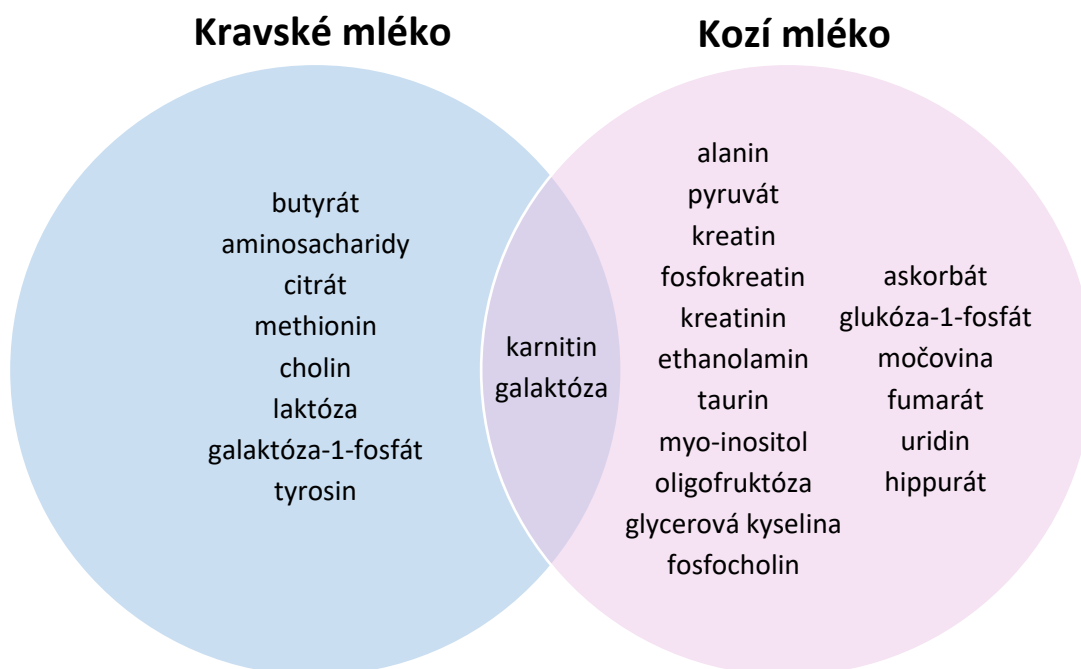 Kravské mléko
Kozí mléko
butyrát
aminosacharidy
citrát
methionin
cholin
laktóza
galaktóza-1-fosfát
tyrosin
karnitin
galaktóza
alanin
pyruvát
kreatin
fosfokreatin
kreatinin
ethanolamin
taurin
myo-inositol
oligofruktóza
glycerová kyselina
fosfocholin
askorbát
glukóza-1-fosfát
močovina
fumarát
uridin
hippurát